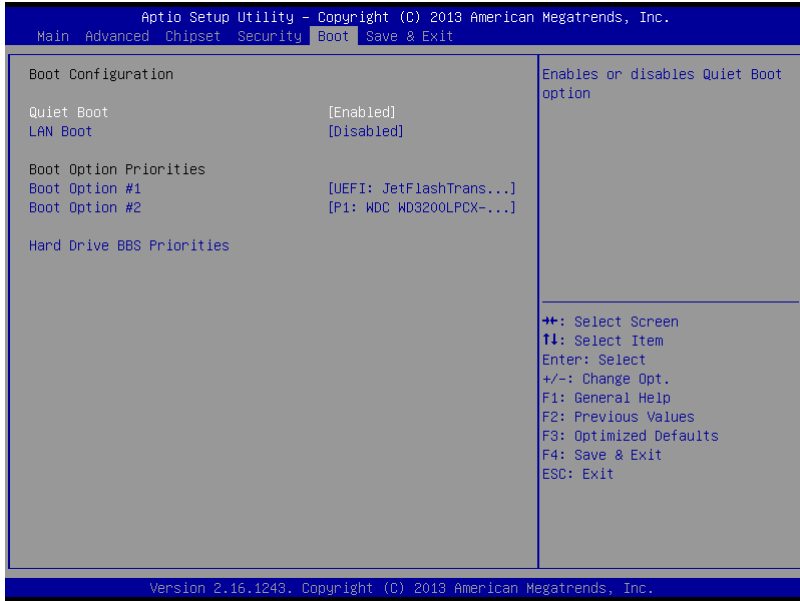 Aptio Setup Utility – Copyright (C) 2013 American Megatrends, Inc.
Main Advanced Chipset Security Boot Save & Exit
Boot Configuration
Quiet Boot [Enabled]
LAN Boot [Disabled]
Boot Option Priorities
Boot Option #1 [UEFI: JetFlashTrans...]
Boot Option #2 [P1: WDC WD3200LPCX-...]
Hard Drive BBS Priorities
Enables or disables Quiet Boot
option
→←: Select Screen
↑↓: Select Item
Enter: Select
+/-: Change Opt.
F1: General Help
F2: Previous Values
F3: Optimized Defaults
F4: Save & Exit
ESC: Exit
Version 2.16.1243. Copyright (C) 2013 American Megatrends, Inc.